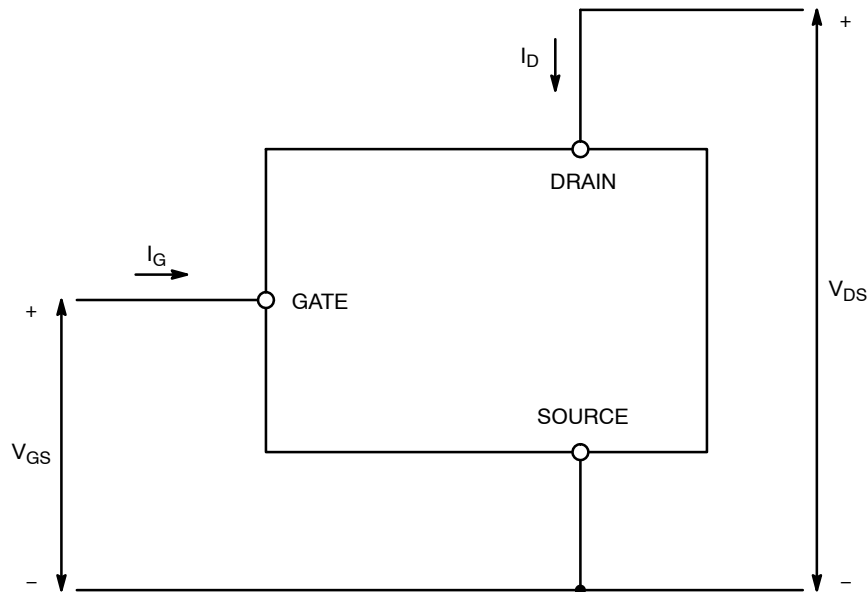 +
I_D
DRAIN
I_G
GATE
+
V_DS
SOURCE
V_GS
−
−